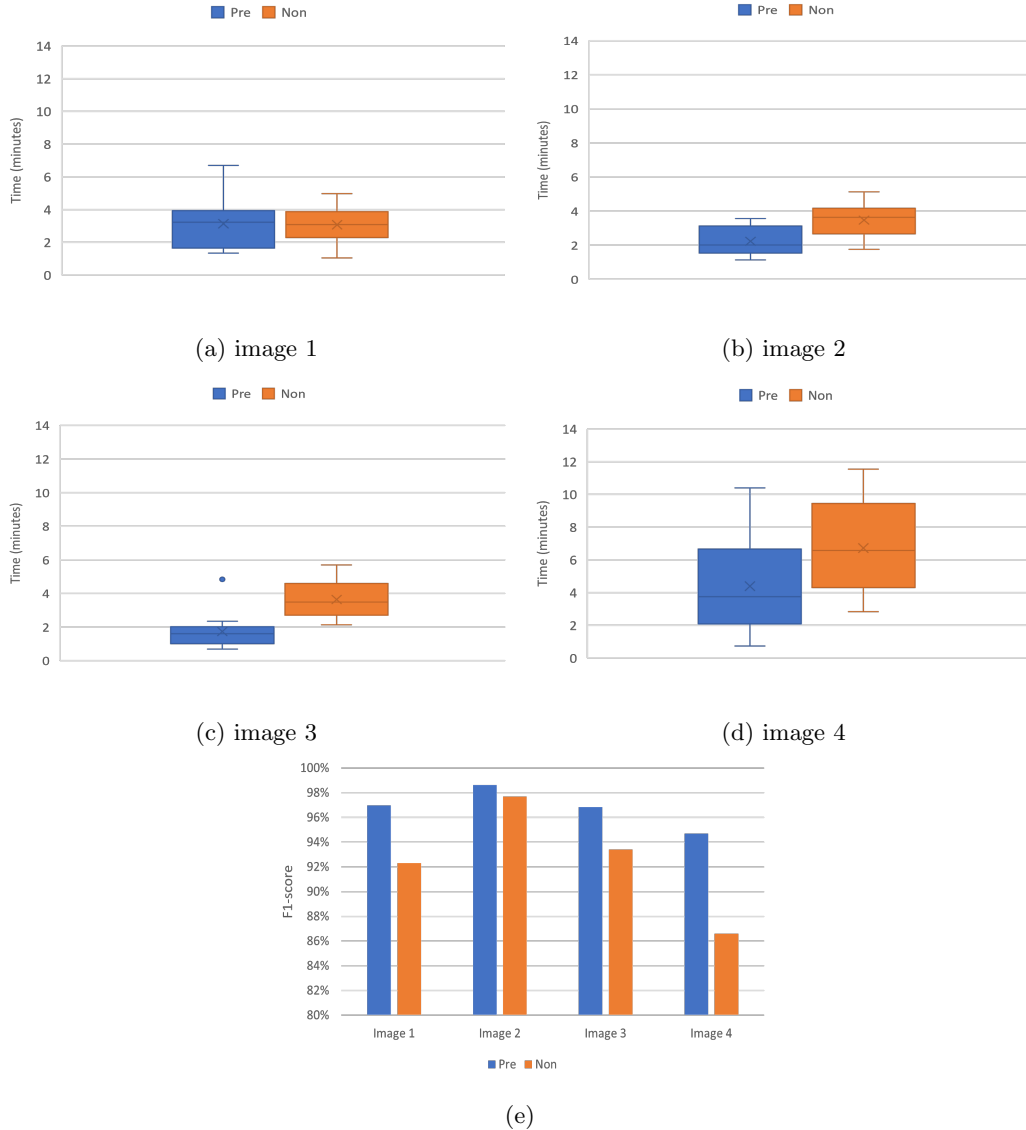 Pre Non
14
12
10
8
6
4
2
0
Time (minutes)
(a) image 1
Pre Non
14
12
10
8
6
4
2
0
Time (minutes)
(b) image 2
Pre Non
14
12
10
8
6
4
2
0
Time (minutes)
(c) image 3
Pre Non
14
12
10
8
6
4
2
0
Time (minutes)
(d) image 4
100%
98%
96%
94%
92%
90%
88%
86%
84%
82%
80%
F1-score
Image 1 Image 2 Image 3 Image 4
Pre Non
(e)